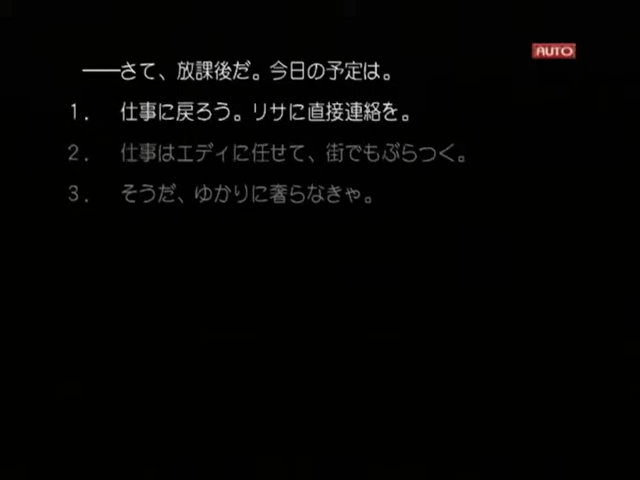 AUTO
――さて、放課後だ。今日の予定は。
1. 仕事に戻ろう。リサに直接連絡を。
2. 仕事はエディに任せて、街でもぶらつく。
3. そうだ、ゆかりに奢らなきゃ。